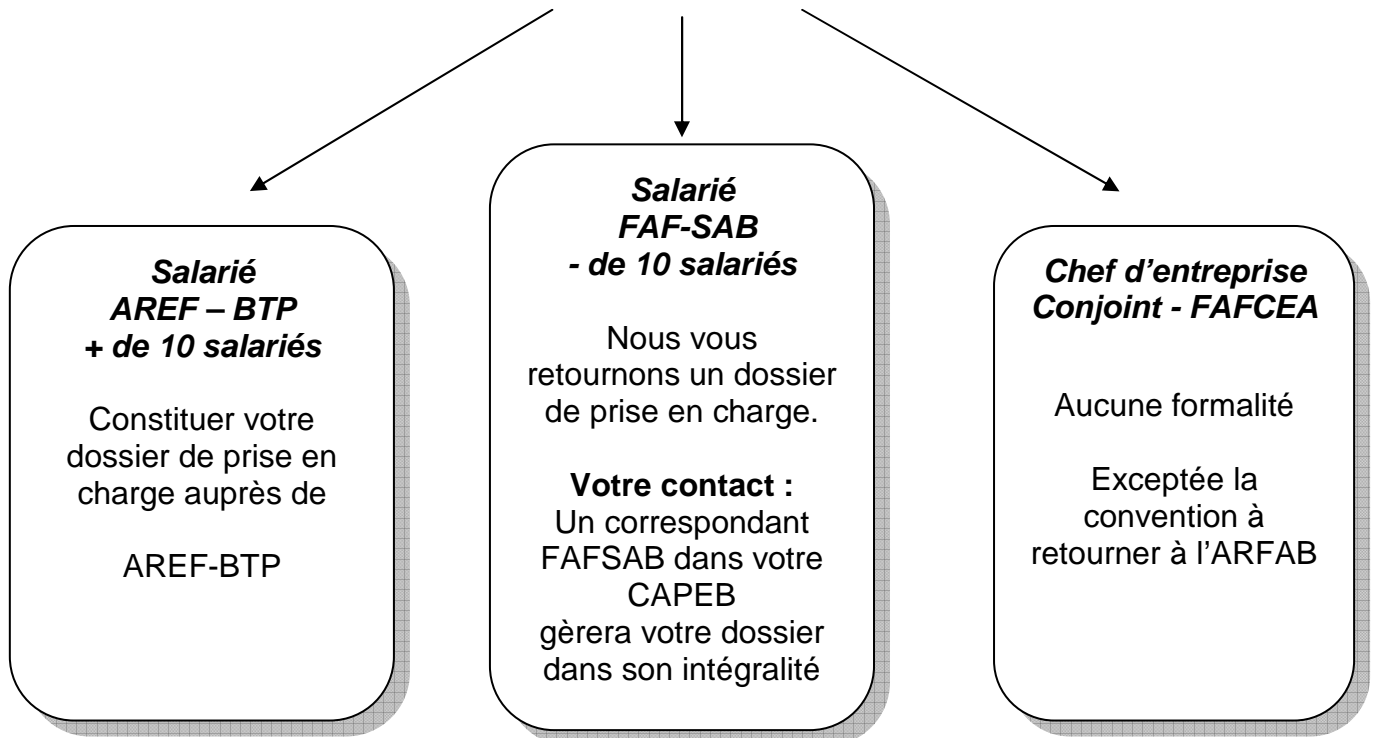 Salarié
AREF – BTP
+ de 10 salariés
Constituer votre
dossier de prise en
charge auprès de
AREF-BTP
Salarié
FAF-SAB
- de 10 salariés
Nous vous
retournons un dossier
de prise en charge.
Votre contact :
Un correspondant
FAFSAB dans votre
CAPEB
gèrera votre dossier
dans son intégralité
Chef d’entreprise
Conjoint - FAFCEA
Aucune formalité
Exceptée la
convention à
retourner à l’ARFAB